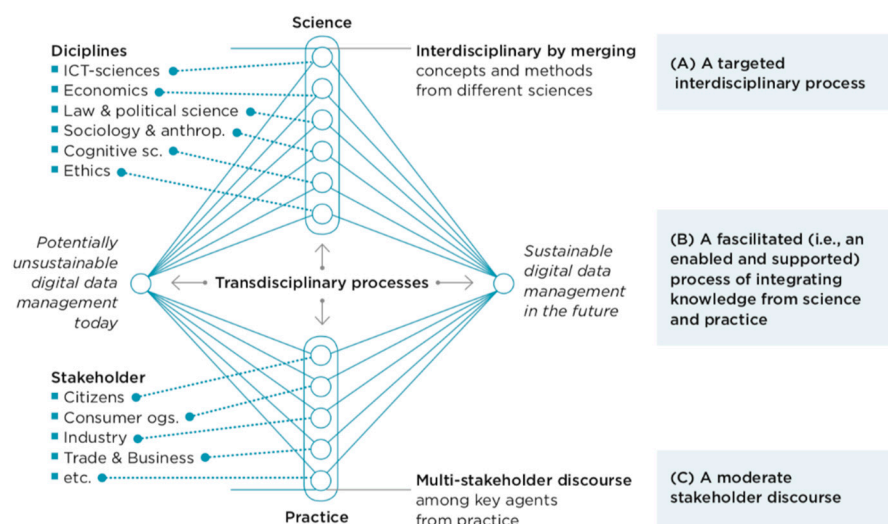 Science
Diciplines
ICT-sciences
Economics
Law & political science
Sociology & anthrop.
Cognitive sc.
Ethics
Interdisciplinary by merging
concepts and methods
from different sciences
(A) A targeted
interdisciplinary process
Potentially
unsustainable
digital data
management
today
Transdisciplinary processes
Sustainable
digital data
management
in the future
(B) A fascilitated (i.e., an
enabled and supported)
process of integrating
knowledge from science
and practice
Stakeholder
Citizens
Consumer ogs.
Industry
Trade & Business
etc.
Practice
Multi-stakeholder discourse
among key agents
from practice
(C) A moderate
stakeholder discourse